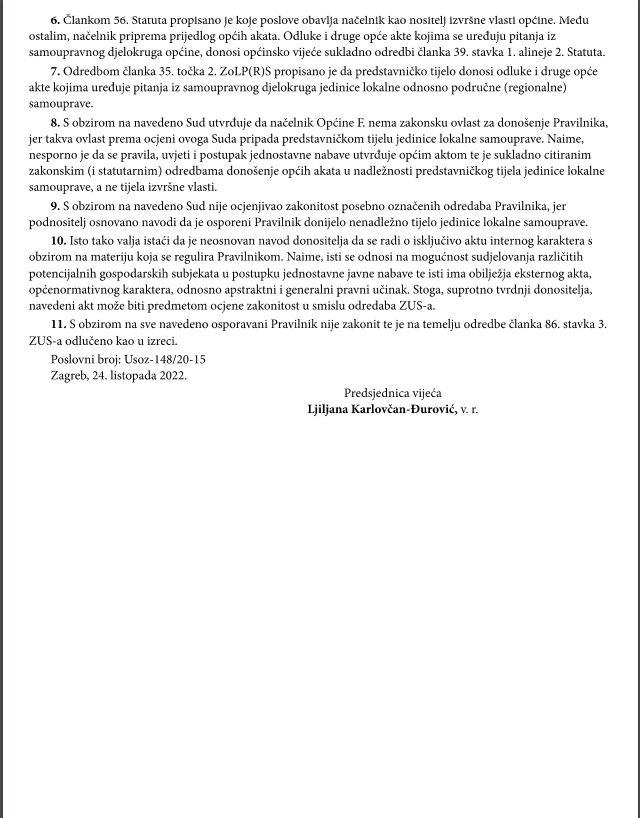 6. Člankom 56. Statuta propisano je koje poslove obavlja načelnik kao nositelj izvršne vlasti općine. Među
ostalim, načelnik priprema prijedlog općih akata. Odluke i druge opće akte kojima se uređuju pitanja iz
samoupravnog djelokruga općine, donosi općinsko vijeće sukladno odredbi članka 39. stavka 1. alineje 2. Statuta.
7. Odredbom članka 35. točka 2. ZoLP(R)S propisano je da predstavničko tijelo donosi odluke i druge opće
akte kojima uređuje pitanja iz samoupravnog djelokruga jedinice lokalne odnosno područne (regionalne)
samouprave.
8. S obzirom na navedeno Sud utvrđuje da načelnik Općine F. nema zakonsku ovlast za donošenje Pravilnika,
jer takva ovlast prema ocjeni ovoga Suda pripada predstavničkom tijelu jedinice lokalne samouprave. Naime,
nesporno je da se pravila, uvjeti i postupak jednostavne nabave utvrđuje općim aktom te je sukladno citiranim
zakonskim (i statutarnim) odredbama donošenje općih akata u nadležnosti predstavničkog tijela jedinice lokalne
samouprave, a ne tijela izvršne vlasti.
9. S obzirom na navedeno Sud nije ocjenjivao zakonitost posebno označenih odredaba Pravilnika, jer
podnositelj osnovano navodi da je osporeni Pravilnik donijelo nenadležno tijelo jedinice lokalne samouprave.
10. Isto tako valja istaći da je neosnovan navod donositelja da se radi o isključivo aktu internog karaktera s
obzirom na materiju koja se regulira Pravilnikom. Naime, isti se odnosi na mogućnost sudjelovanja različitih
potencijalnih gospodarskih subjekata u postupku jednostavne javne nabave te isti ima obilježja eksternog akta,
općenormativnog karaktera, odnosno apstraktni i generalni pravni učinak. Stoga, suprotno tvrdnji donositelja,
navedeni akt može biti predmetom ocjene zakonitost u smislu odredaba ZUS-a.
11. S obzirom na sve navedeno osporavani Pravilnik nije zakonit te je na temelju odredbe članka 86. stavka 3.
ZUS-a odlučeno kao u izreci.
Poslovni broj: Usoz-148/20-15
Zagreb, 24. listopada 2022.
Predsjednica vijeća
Ljiljana Karlovčan-Đurović, v. r.